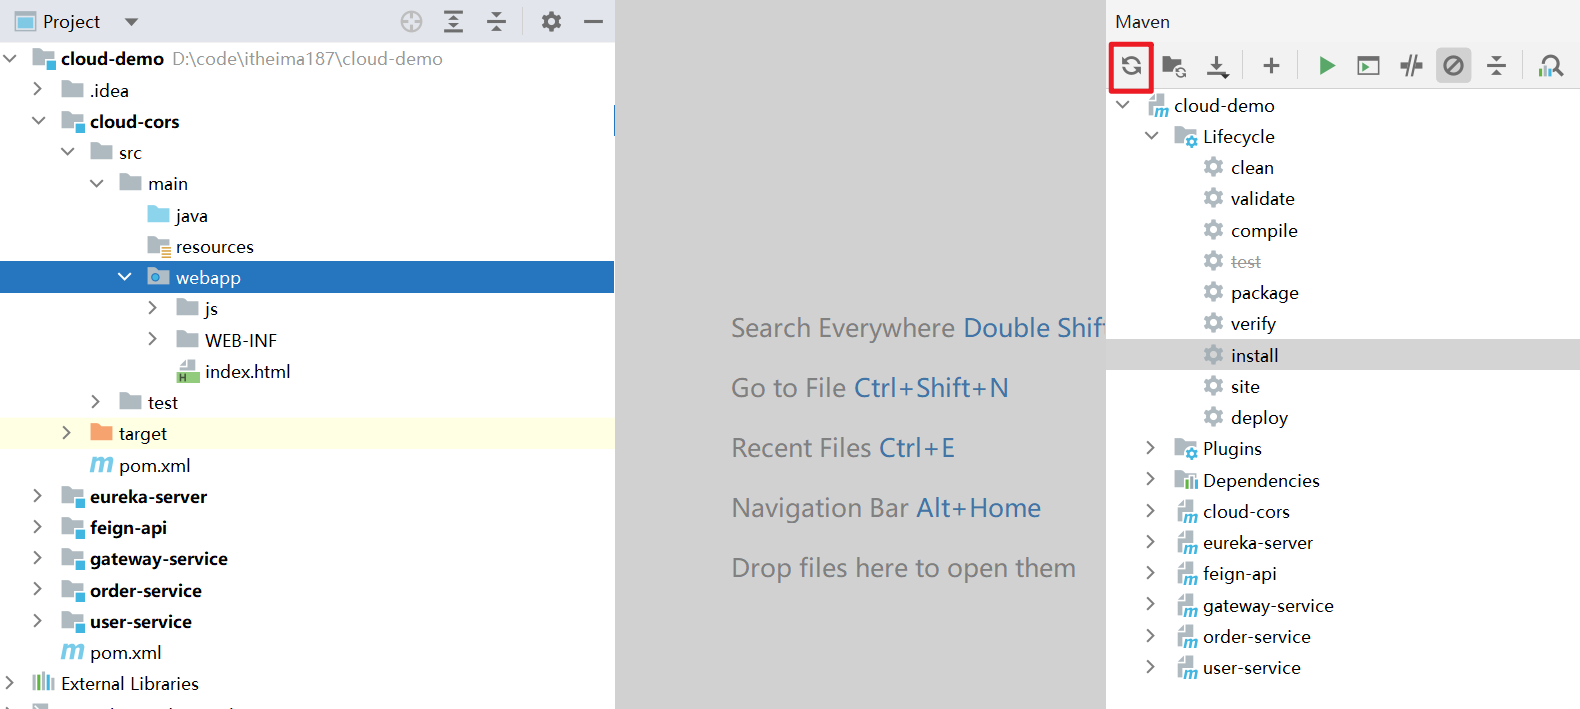 Project
cloud-demo D:\code\itheima187\cloud-demo
.idea
cloud-cors
src
main
java
resources
webapp
js
WEB-INF
index.html
test
target
pom.xml
eureka-server
feign-api
gateway-service
order-service
user-service
pom.xml
External Libraries
Search Everywhere Double Shift
Go to File Ctrl+Shift+N
Recent Files Ctrl+E
Navigation Bar Alt+Home
Drop files here to open them
Maven
cloud-demo
Lifecycle
clean
validate
compile
test
package
verify
install
site
deploy
Plugins
Dependencies
cloud-cors
eureka-server
feign-api
gateway-service
order-service
user-service